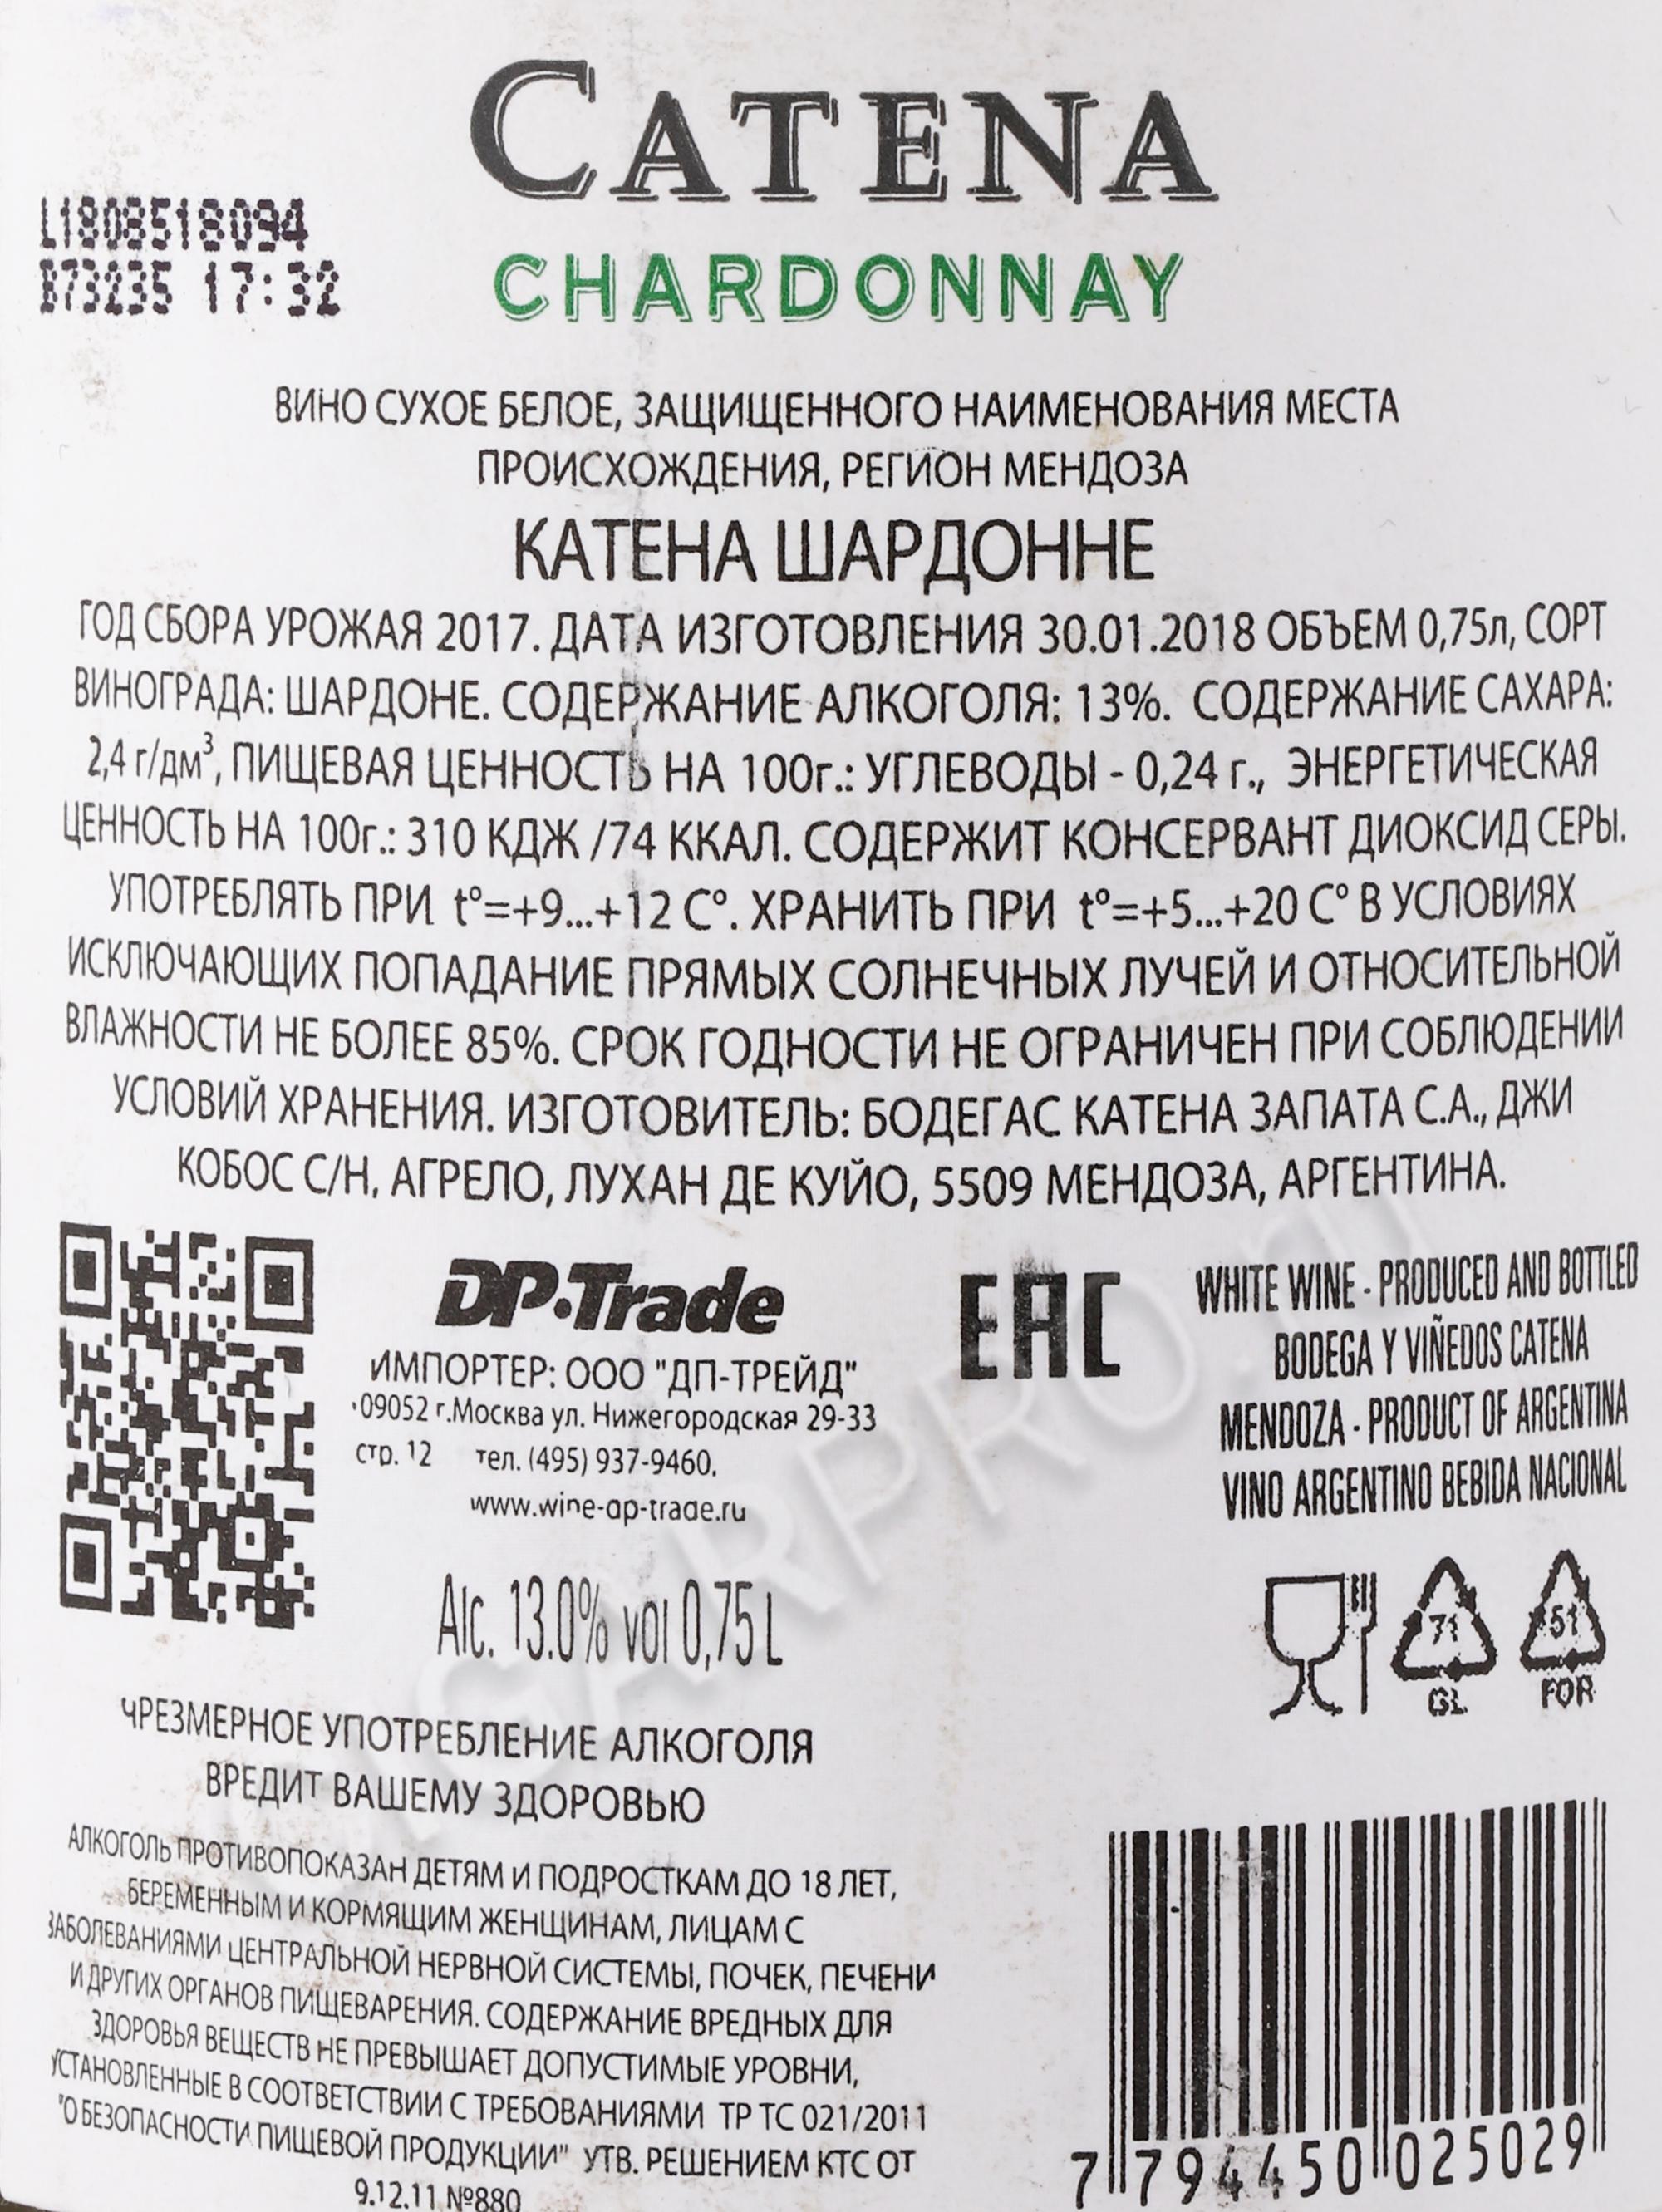 CATENA
L1808518094
B73235 17:32
CHARDONNAY
ВИНО СУХОЕ БЕЛОЕ, ЗАЩИЩЕННОГО НАИМЕНОВАНИЯ МЕСТА
ПРОИСХОЖДЕНИЯ, РЕГИОН МЕНДОЗА
КАТЕНА ШАРДОННЕ
ГОД СБОРА УРОЖАЯ 2017. ДАТА ИЗГОТОВЛЕНИЯ 30.01.2018 ОБЪЕМ 0,75л, СОРТ
ВИНОГРАДА: ШАРДОНЕ. СОДЕРЖАНИЕ АЛКОГОЛЯ: 13%. СОДЕРЖАНИЕ САХАРА:
2,4 г/дм³, ПИЩЕВАЯ ЦЕННОСТЬ НА 100г.: УГЛЕВОДЫ - 0,24 г., ЭНЕРГЕТИЧЕСКАЯ
ЦЕННОСТЬ НА 100г.: 310 КДЖ /74 ККАЛ. СОДЕРЖИТ КОНСЕРВАНТ ДИОКСИД СЕРЫ.
УПОТРЕБЛЯТЬ ПРИ t°=+9...+12 C°. ХРАНИТЬ ПРИ t°=+5...+20 C° В УСЛОВИЯХ
ИСКЛЮЧАЮЩИХ ПОПАДАНИЕ ПРЯМЫХ СОЛНЕЧНЫХ ЛУЧЕЙ И ОТНОСИТЕЛЬНОЙ
ВЛАЖНОСТИ НЕ БОЛЕЕ 85%. СРОК ГОДНОСТИ НЕ ОГРАНИЧЕН ПРИ СОБЛЮДЕНИИ
УСЛОВИЙ ХРАНЕНИЯ. ИЗГОТОВИТЕЛЬ: БОДЕГАС КАТЕНА ЗАПАТА С.А., ДЖИ
КОБОС С/Н, АГРЕЛО, ЛУХАН ДЕ КУЙО, 5509 МЕНДОЗА, АРГЕНТИНА.
DP-Trade
ИМПОРТЕР: ООО "ДП-ТРЕЙД"
109052 г.Москва ул. Нижегородская 29-33
стр. 12 тел. (495) 937-9460,
www.wine-dp-trade.ru
EAC
WHITE WINE - PRODUCED AND BOTTLED
BODEGA Y VIÑEDOS CATENA
MENDOZA - PRODUCT OF ARGENTINA
VINO ARGENTINO BEBIDA NACIONAL
Alc. 13.0% vol 0,75 L
71
GL
51
FOR
ЧРЕЗМЕРНОЕ УПОТРЕБЛЕНИЕ АЛКОГОЛЯ
ВРЕДИТ ВАШЕМУ ЗДОРОВЬЮ
АЛКОГОЛЬ ПРОТИВОПОКАЗАН ДЕТЯМ И ПОДРОСТКАМ ДО 18 ЛЕТ,
БЕРЕМЕННЫМ И КОРМЯЩИМ ЖЕНЩИНАМ, ЛИЦАМ С
ЗАБОЛЕВАНИЯМИ ЦЕНТРАЛЬНОЙ НЕРВНОЙ СИСТЕМЫ, ПОЧЕК, ПЕЧЕНИ
И ДРУГИХ ОРГАНОВ ПИЩЕВАРЕНИЯ. СОДЕРЖАНИЕ ВРЕДНЫХ ДЛЯ
ЗДОРОВЬЯ ВЕЩЕСТВ НЕ ПРЕВЫШАЕТ ДОПУСТИМЫЕ УРОВНИ,
УСТАНОВЛЕННЫЕ В СООТВЕТСТВИИ С ТРЕБОВАНИЯМИ ТР ТС 021/2011
"О БЕЗОПАСНОСТИ ПИЩЕВОЙ ПРОДУКЦИИ" УТВ. РЕШЕНИЕМ КТС ОТ
9.12.11 №880
7 794450 025029
CIGARPRO.ru